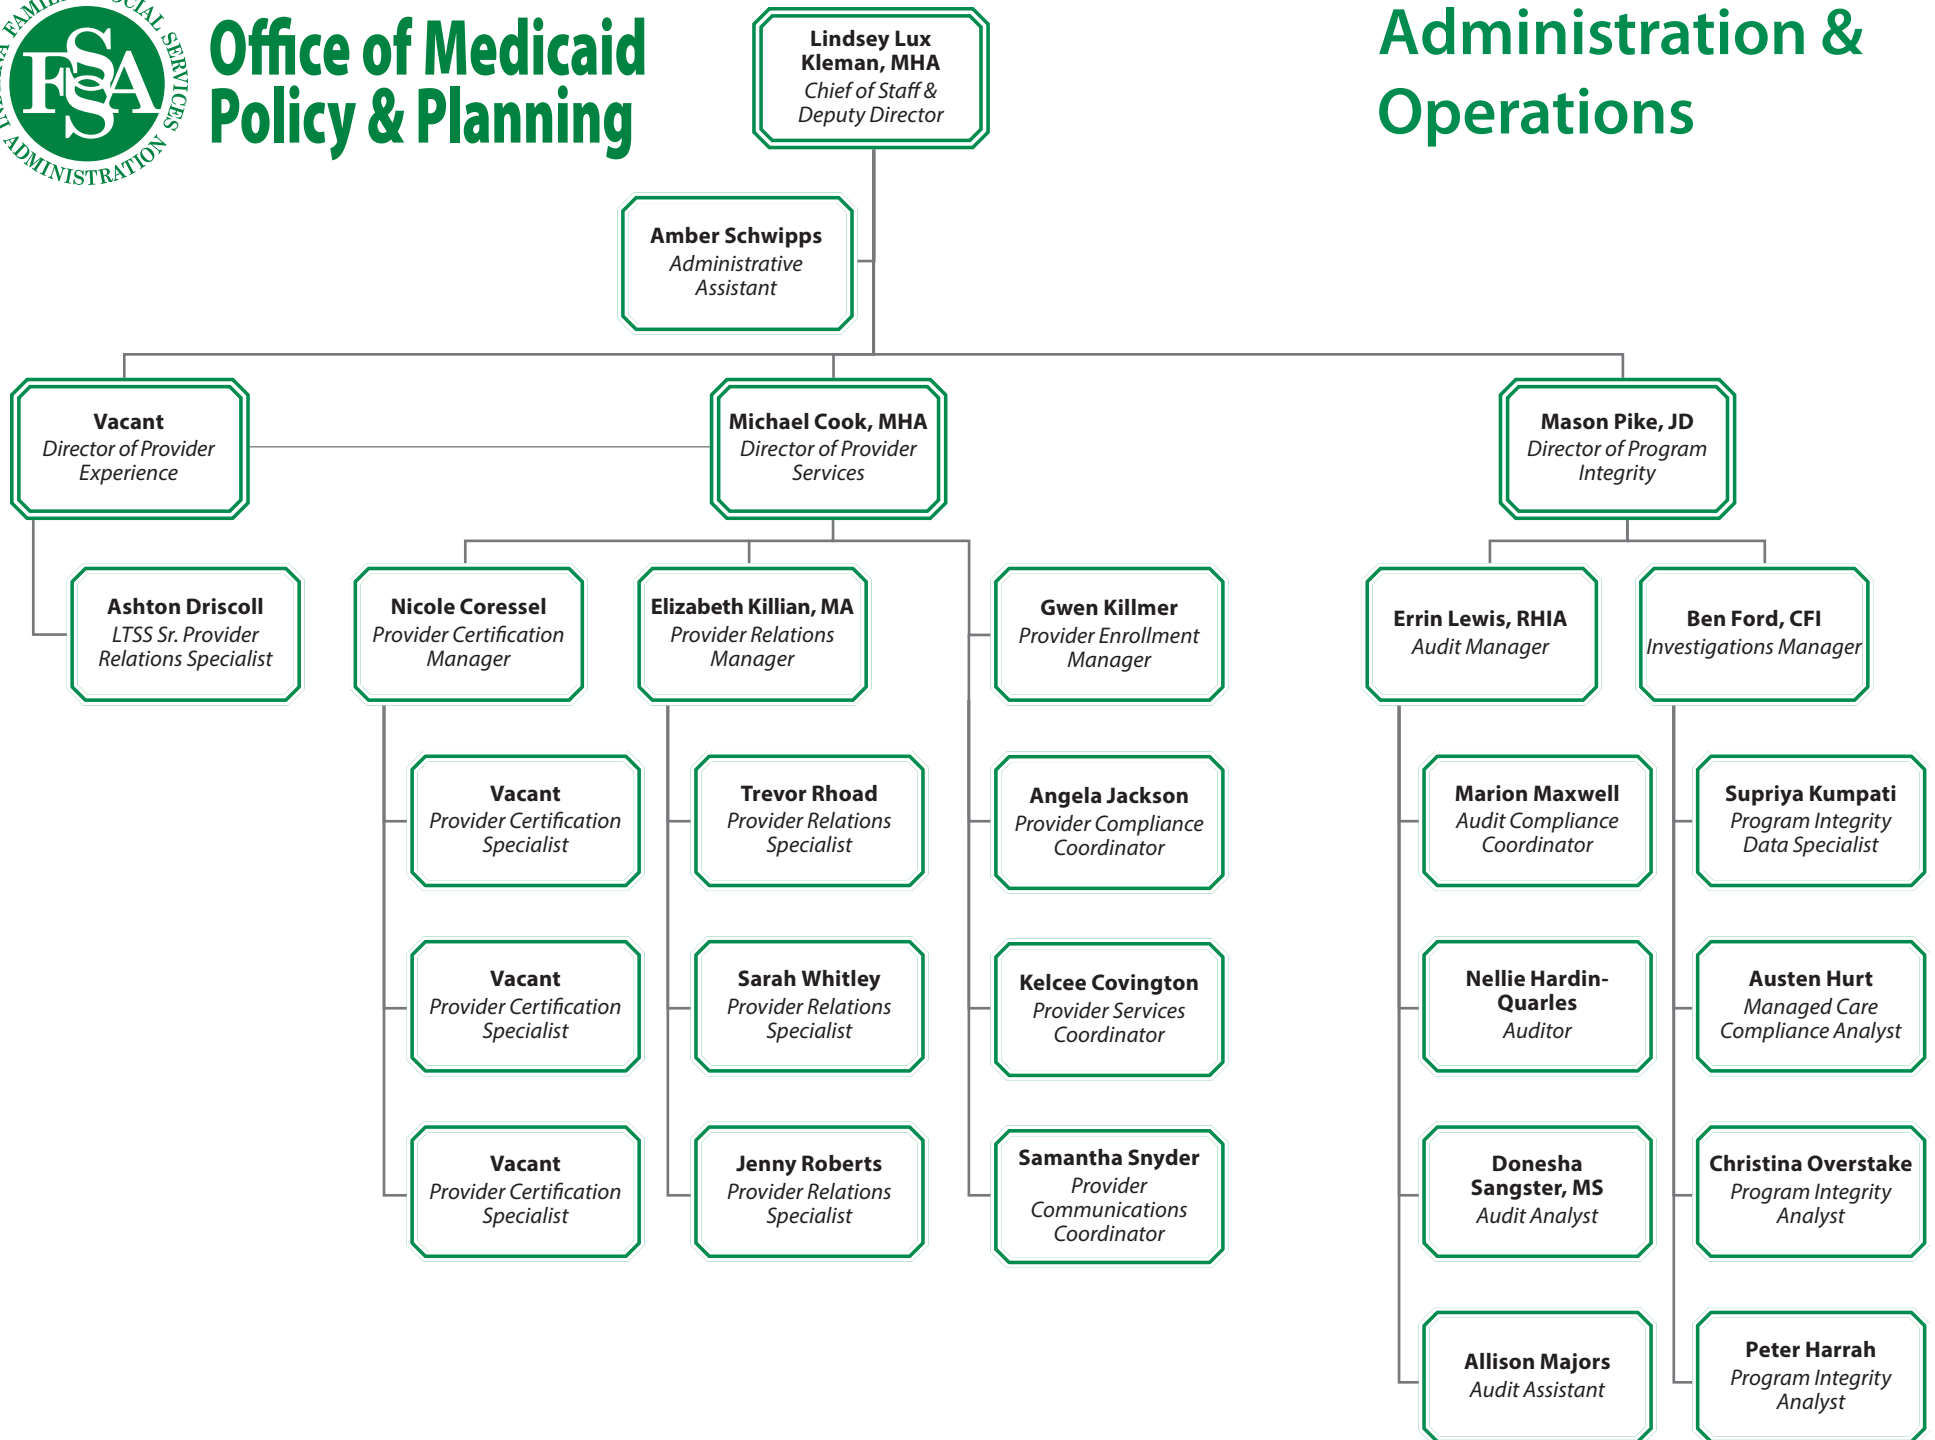 FSSA
Office of Medicaid
Policy & Planning
Lindsey Lux
Kleman, MHA
Chief of Staff &
Deputy Director
Administration &
Operations
SOCIAL SERVICES
ADMINISTRATION
Amber Schwipps
Administrative
Assistant
Vacant
Director of Provider
Experience
Michael Cook, MHA
Director of Provider
Services
Mason Pike, JD
Director of Program
Integrity
Ashton Driscoll
LTSS Sr. Provider
Relations Specialist
Nicole Coressel
Provider Certification
Manager
Elizabeth Killian, MA
Provider Relations
Manager
Gwen Killmer
Provider Enrollment
Manager
Errin Lewis, RHIA
Audit Manager
Ben Ford, CFI
Investigations Manager
Vacant
Provider Certification
Specialist
Trevor Rhoad
Provider Relations
Specialist
Angela Jackson
Provider Compliance
Coordinator
Marion Maxwell
Audit Compliance
Coordinator
Supriya Kumpati
Program Integrity
Data Specialist
Vacant
Provider Certification
Specialist
Sarah Whitley
Provider Relations
Specialist
Kelcee Covington
Provider Services
Coordinator
Nellie Hardin-
Quarles
Auditor
Austen Hurt
Managed Care
Compliance Analyst
Vacant
Provider Certification
Specialist
Jenny Roberts
Provider Relations
Specialist
Samantha Snyder
Provider
Communications
Coordinator
Donesha
Sangster, MS
Audit Analyst
Christina Overstake
Program Integrity
Analyst
Allison Majors
Audit Assistant
Peter Harrah
Program Integrity
Analyst